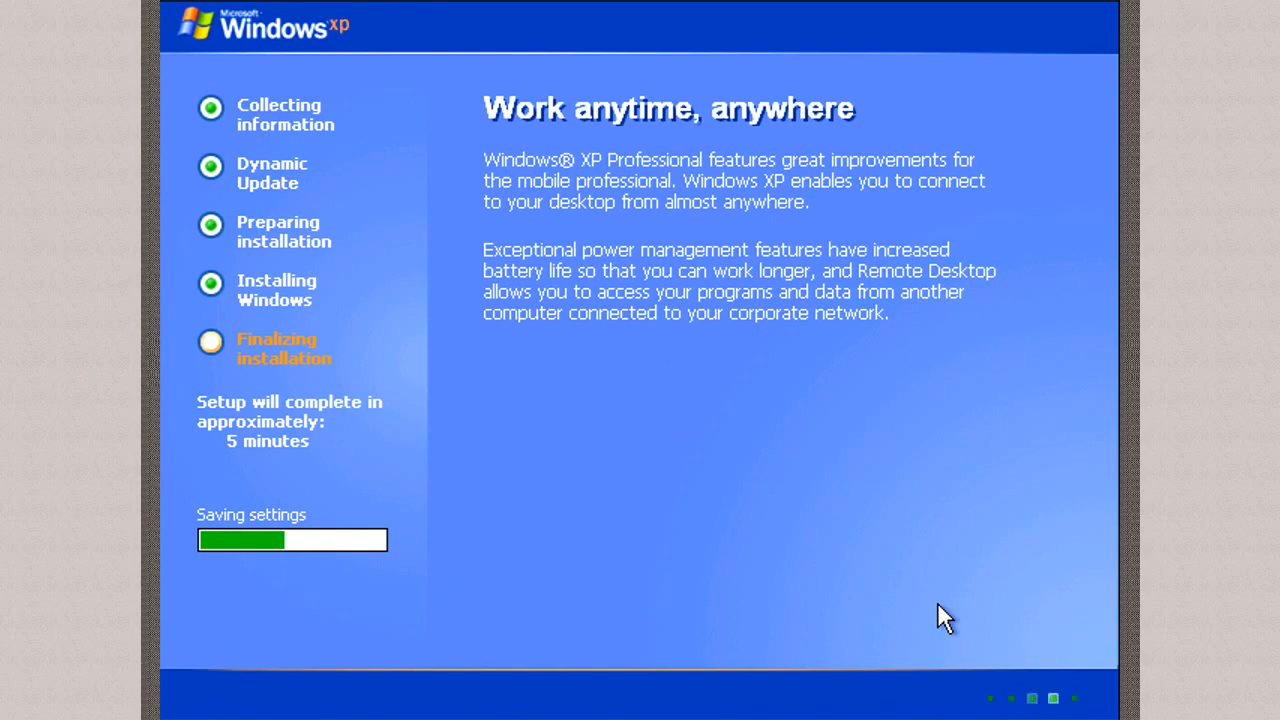 Microsoft
Windows xp
Collecting
information
Dynamic
Update
Preparing
installation
Installing
Windows
Finalizing
installation
Setup will complete in
approximately:
5 minutes
Saving settings
Work anytime, anywhere
Windows® XP Professional features great improvements for
the mobile professional. Windows XP enables you to connect
to your desktop from almost anywhere.
Exceptional power management features have increased
battery life so that you can work longer, and Remote Desktop
allows you to access your programs and data from another
computer connected to your corporate network.